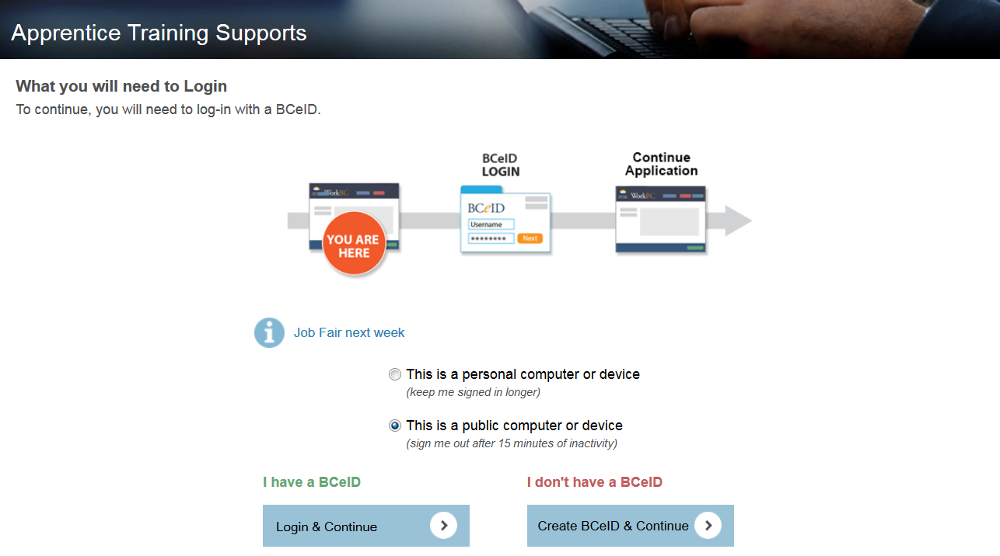 Apprentice Training Supports
What you will need to Login
To continue, you will need to log-in with a BCeID.
BCeID
LOGIN
Continue
Application
WorkBC
YOU ARE
HERE
BCeID
Username
********
Next
WorkBC
Job Fair next week
This is a personal computer or device
(keep me signed in longer)
This is a public computer or device
(sign me out after 15 minutes of inactivity)
I have a BCeID
I don't have a BCeID
Login & Continue
Create BCeID & Continue